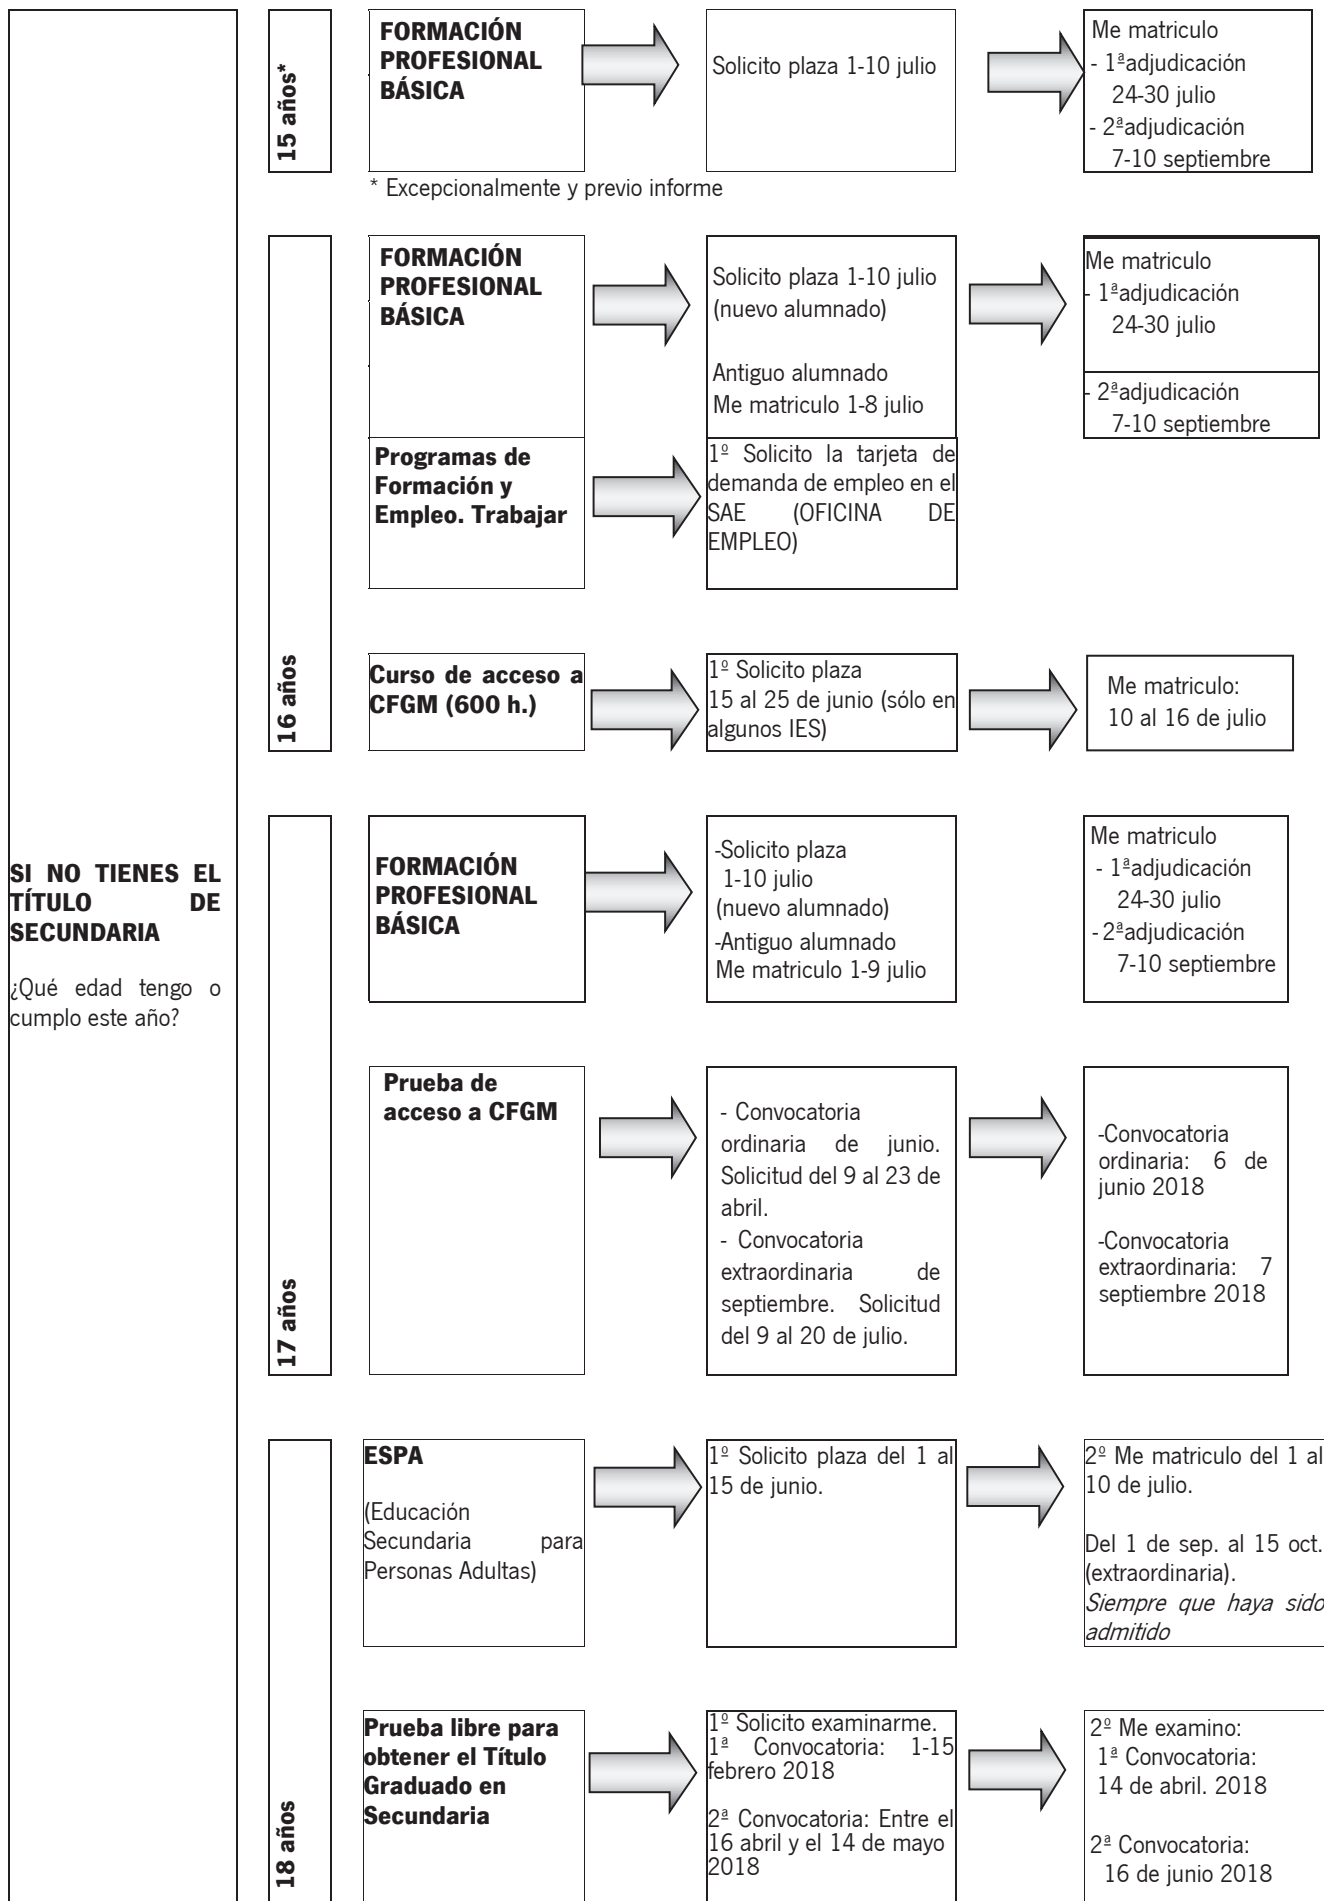 SI NO TIENES EL
TÍTULO DE
SECUNDARIA
¿Qué edad tengo o
cumplo este año?
15 años*
FORMACIÓN
PROFESIONAL
BÁSICA
Solicito plaza 1-10 julio
Me matriculo
- 1ªadjudicación
24-30 julio
- 2ªadjudicación
7-10 septiembre
* Excepcionalmente y previo informe
16 años
FORMACIÓN
PROFESIONAL
BÁSICA
Solicito plaza 1-10 julio
(nuevo alumnado)
Antiguo alumnado
Me matriculo 1-8 julio
Me matriculo
- 1ªadjudicación
24-30 julio
- 2ªadjudicación
7-10 septiembre
Programas de
Formación y
Empleo. Trabajar
1º Solicito la tarjeta de
demanda de empleo en el
SAE (OFICINA DE
EMPLEO)
Curso de acceso a
CFGM (600 h.)
1º Solicito plaza
15 al 25 de junio (sólo en
algunos IES)
Me matriculo:
10 al 16 de julio
17 años
FORMACIÓN
PROFESIONAL
BÁSICA
-Solicito plaza
1-10 julio
(nuevo alumnado)
-Antiguo alumnado
Me matriculo 1-9 julio
Me matriculo
- 1ªadjudicación
24-30 julio
- 2ªadjudicación
7-10 septiembre
Prueba de
acceso a CFGM
- Convocatoria
ordinaria de junio.
Solicitud del 9 al 23 de
abril.
- Convocatoria
extraordinaria de
septiembre. Solicitud
del 9 al 20 de julio.
-Convocatoria
ordinaria: 6 de
junio 2018
-Convocatoria
extraordinaria: 7
septiembre 2018
18 años
ESPA
(Educación
Secundaria para
Personas Adultas)
1º Solicito plaza del 1 al
15 de junio.
2º Me matriculo del 1 al
10 de julio.
Del 1 de sep. al 15 oct.
(extraordinaria).
Siempre que haya sido
admitido
Prueba libre para
obtener el Título
Graduado en
Secundaria
1º Solicito examinarme.
1ª Convocatoria: 1-15
febrero 2018
2ª Convocatoria: Entre el
16 abril y el 14 de mayo
2018
2º Me examino:
1ª Convocatoria:
14 de abril. 2018
2ª Convocatoria:
16 de junio 2018